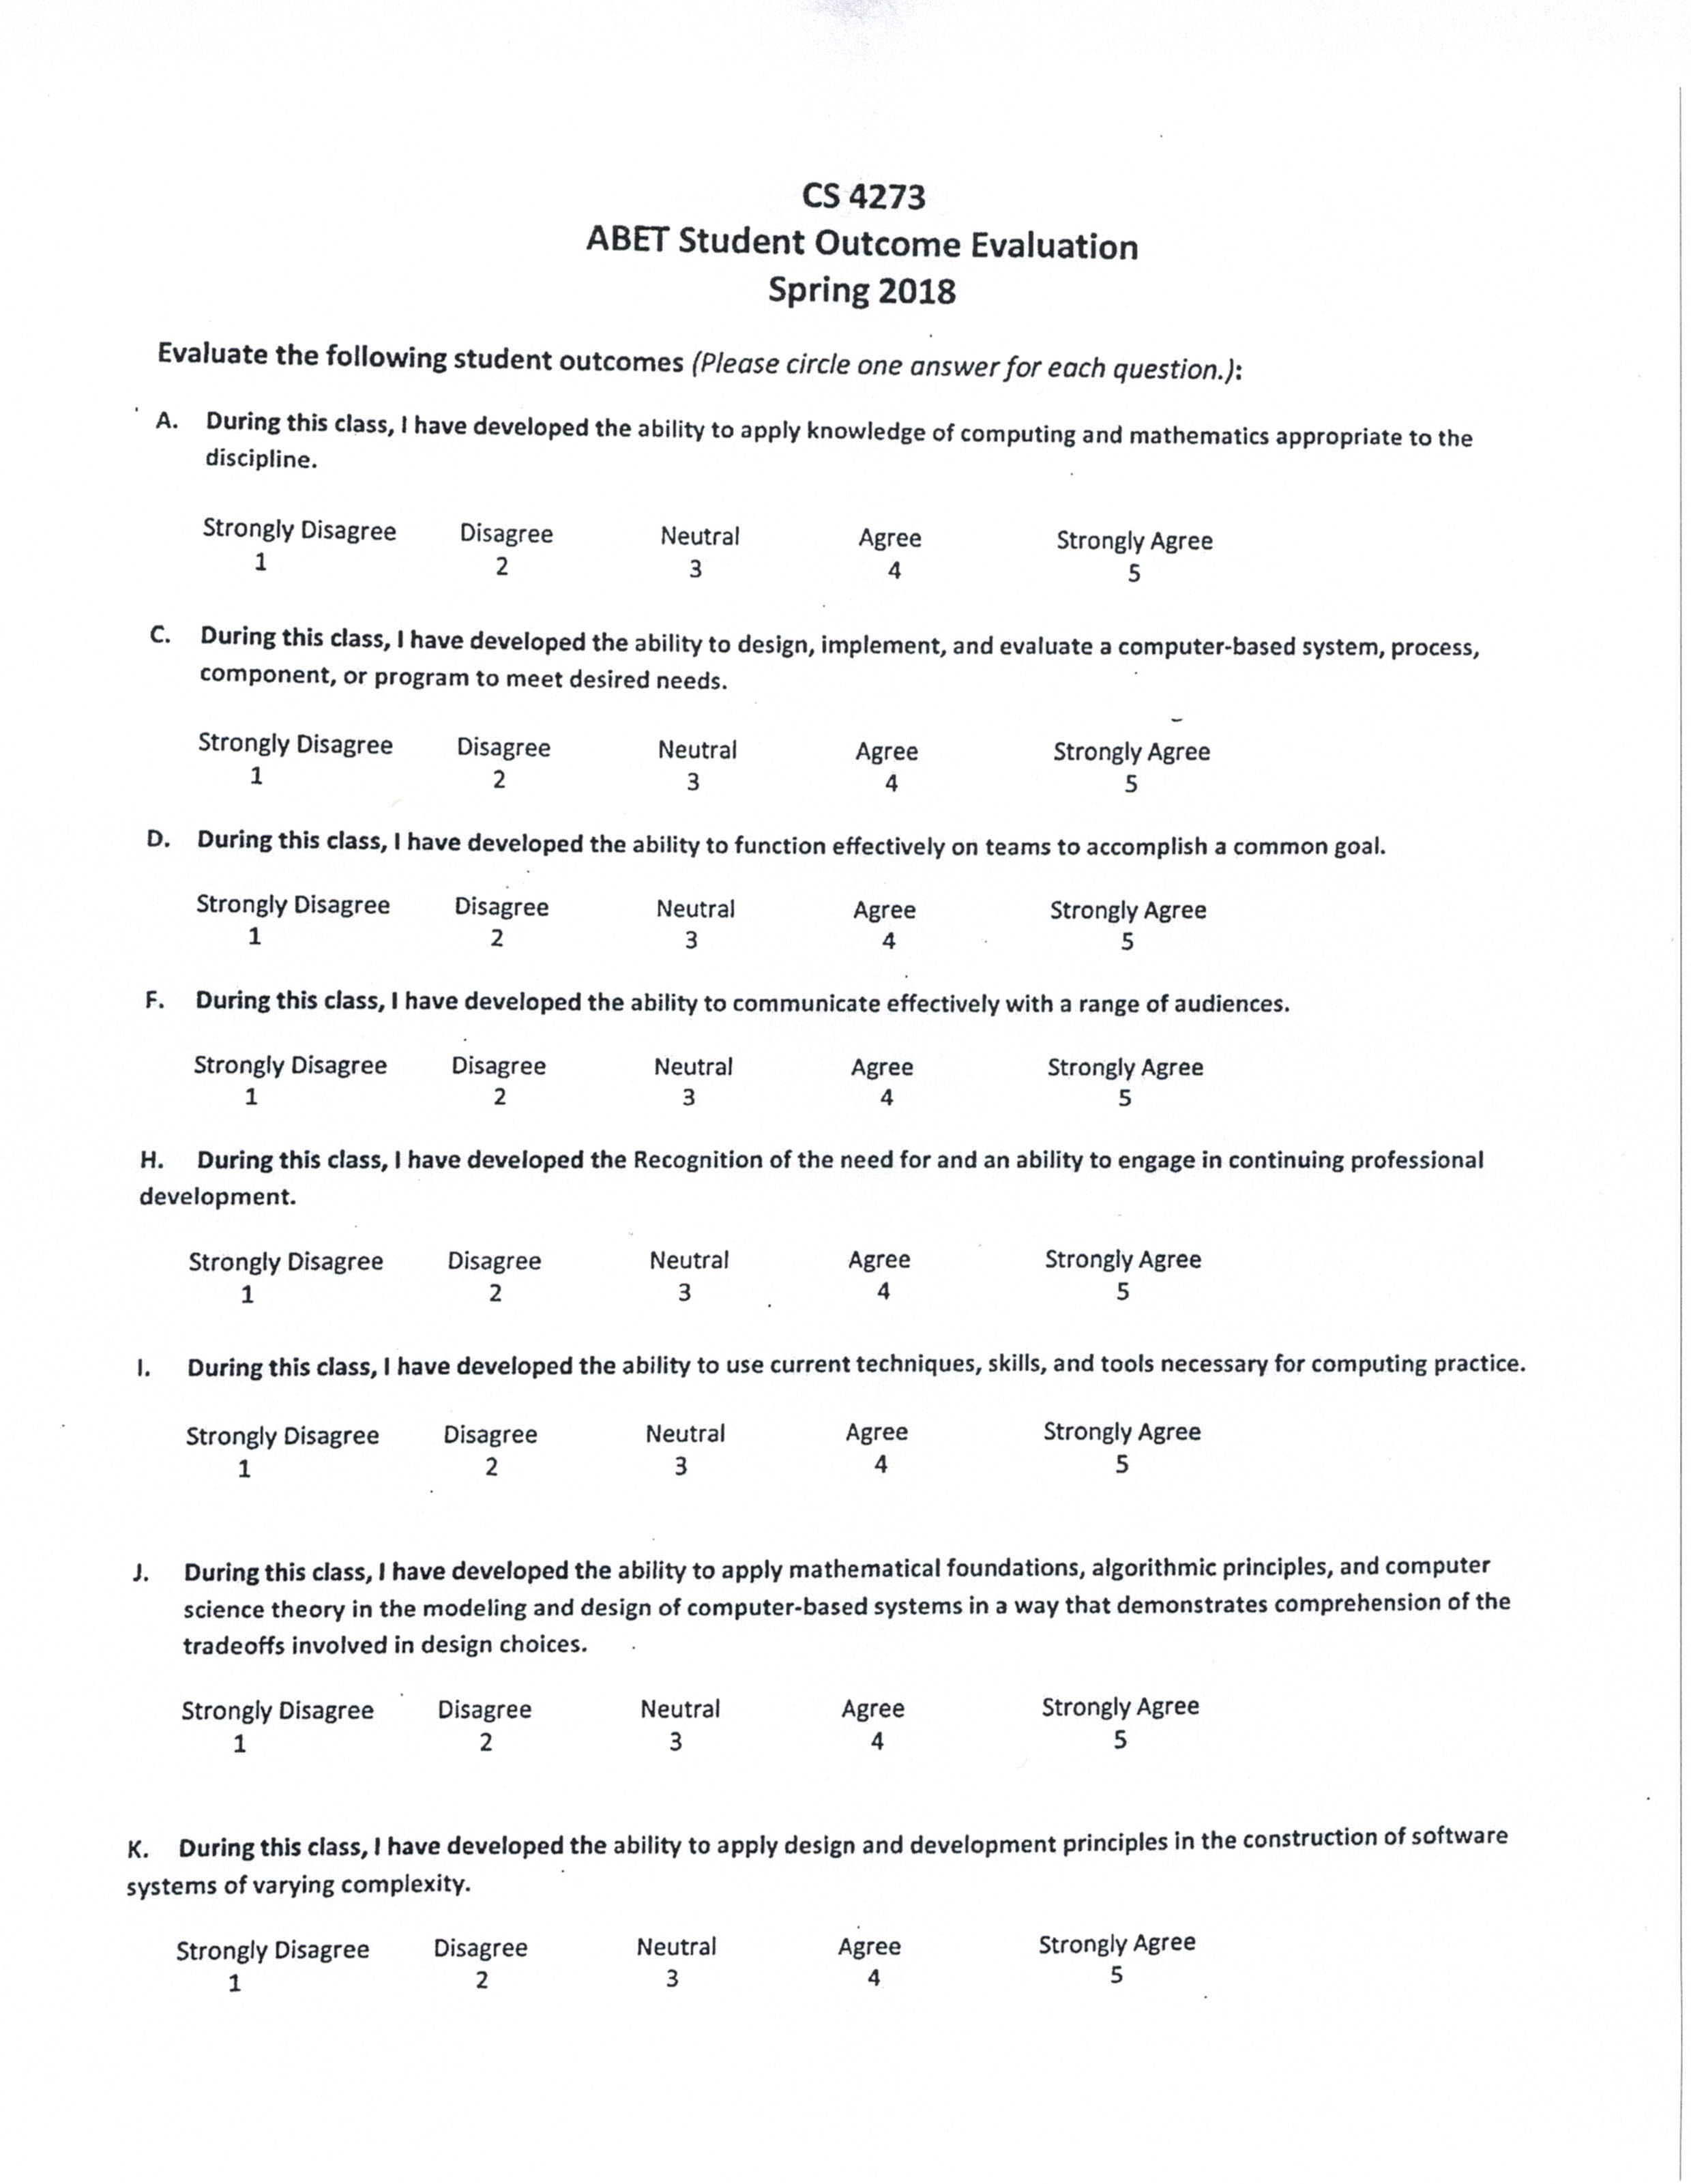 CS 4273
ABET Student Outcome Evaluation
Spring 2018
Evaluate the following student outcomes (Please circle one answer for each question.):
A. During this class, I have developed the ability to apply knowledge of computing and mathematics appropriate to the
discipline.
Strongly Disagree Disagree Neutral Agree Strongly Agree
1 2 3 4 5
C. During this class, I have developed the ability to design, implement, and evaluate a computer-based system, process,
component, or program to meet desired needs.
Strongly Disagree Disagree Neutral Agree Strongly Agree
1 2 3 4 5
D. During this class, I have developed the ability to function effectively on teams to accomplish a common goal.
Strongly Disagree Disagree Neutral Agree Strongly Agree
1 2 3 4 5
F. During this class, I have developed the ability to communicate effectively with a range of audiences.
Strongly Disagree Disagree Neutral Agree Strongly Agree
1 2 3 4 5
H. During this class, I have developed the Recognition of the need for and an ability to engage in continuing professional
development.
Strongly Disagree Disagree Neutral Agree Strongly Agree
1 2 3 4 5
I. During this class, I have developed the ability to use current techniques, skills, and tools necessary for computing practice.
Strongly Disagree Disagree Neutral Agree Strongly Agree
1 2 3 4 5
J. During this class, I have developed the ability to apply mathematical foundations, algorithmic principles, and computer
science theory in the modeling and design of computer-based systems in a way that demonstrates comprehension of the
tradeoffs involved in design choices.
Strongly Disagree Disagree Neutral Agree Strongly Agree
1 2 3 4 5
K. During this class, I have developed the ability to apply design and development principles in the construction of software
systems of varying complexity.
Strongly Disagree Disagree Neutral Agree Strongly Agree
1 2 3 4 5